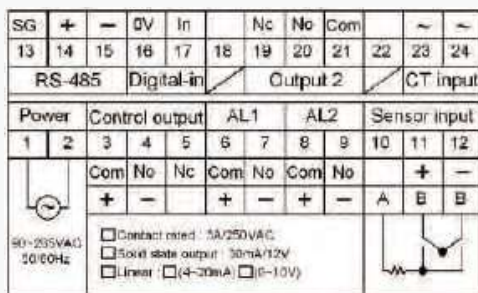 SG + − 0V In Nc No Com ~ ~
13 14 15 16 17 18 19 20 21 22 23 24
RS-485 Digital-in Output 2 CT input
Power Control output AL1 AL2 Sensor input
1 2 3 4 5 6 7 8 9 10 11 12
Com No Nc Com No Com No + −
+ − + − + − A B B
90~265VAC
50/60Hz
□Contact rated : 3A/250VAC
□Solid state output : 30mA/12V
□Linear : □(4~20mA) □(0~10V)